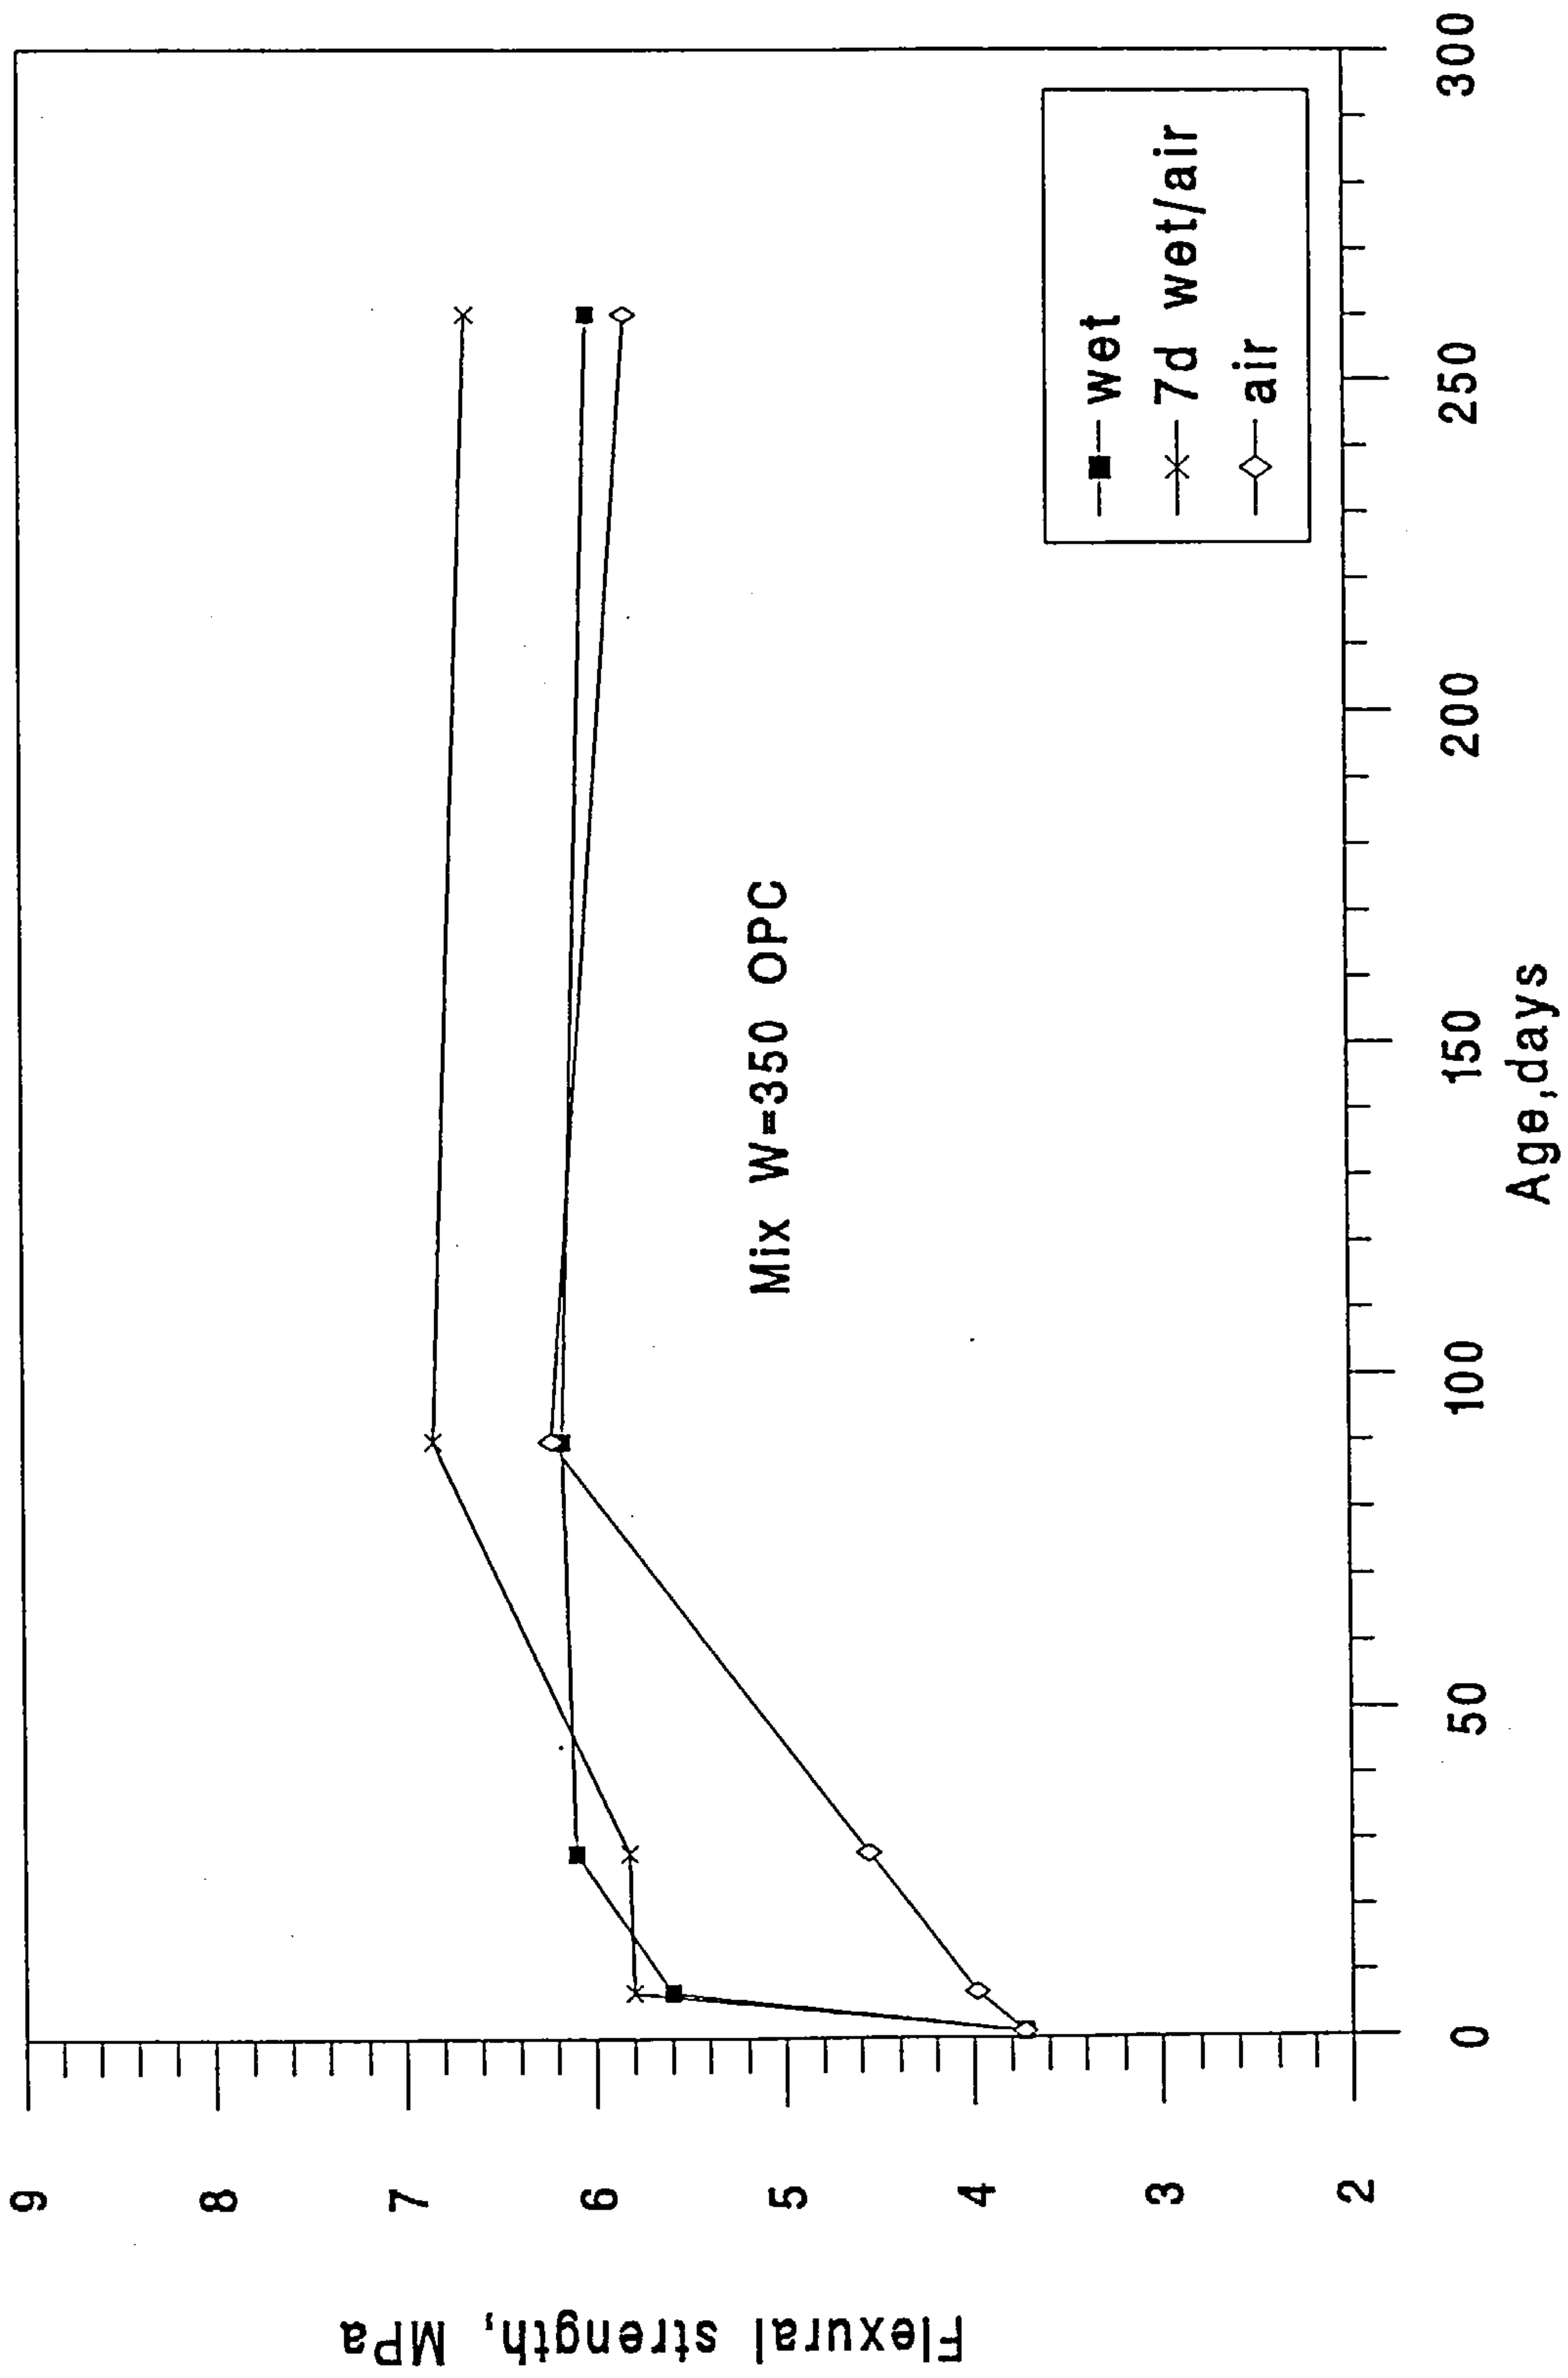 Flexural strength, MPa
9
8
7
6
5
4
3
2
Mix W=350 OPC
wet
7d wet/air
air
0 50 100 150 200 250 300
Age,days